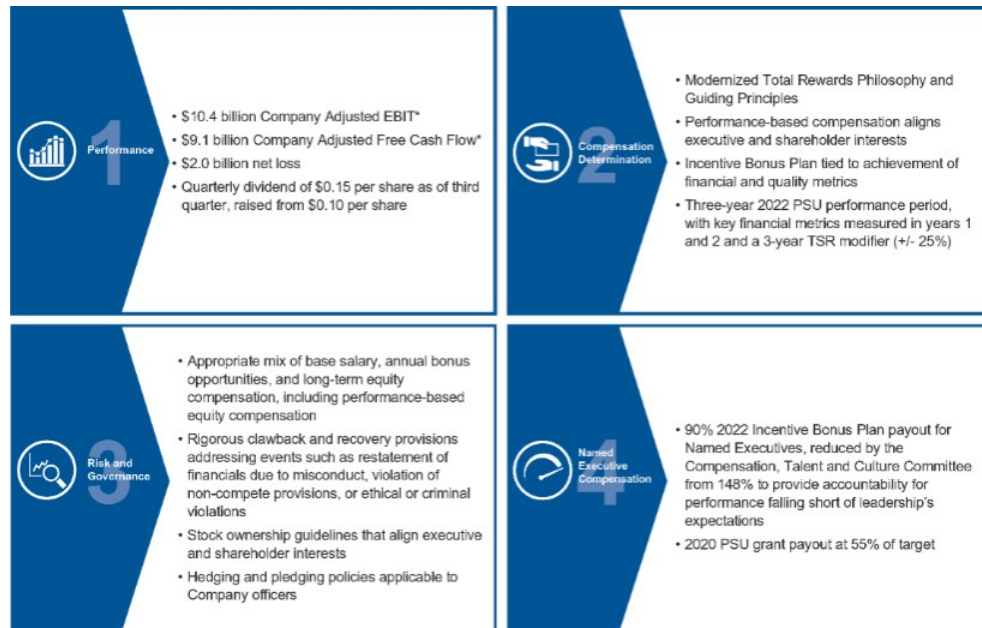 1
Performance
• $10.4 billion Company Adjusted EBIT*
• $9.1 billion Company Adjusted Free Cash Flow*
• $2.0 billion net loss
• Quarterly dividend of $0.15 per share as of third
quarter, raised from $0.10 per share
2
Compensation
Determination
• Modernized Total Rewards Philosophy and
Guiding Principles
• Performance-based compensation aligns
executive and shareholder interests
• Incentive Bonus Plan tied to achievement of
financial and quality metrics
• Three-year 2022 PSU performance period,
with key financial metrics measured in years 1
and 2 and a 3-year TSR modifier (+/- 25%)
3
Risk and
Governance
• Appropriate mix of base salary, annual bonus
opportunities, and long-term equity
compensation, including performance-based
equity compensation
• Rigorous clawback and recovery provisions
addressing events such as restatement of
financials due to misconduct, violation of
non-compete provisions, or ethical or criminal
violations
• Stock ownership guidelines that align executive
and shareholder interests
• Hedging and pledging policies applicable to
Company officers
4
Named
Executive
Compensation
• 90% 2022 Incentive Bonus Plan payout for
Named Executives, reduced by the
Compensation, Talent and Culture Committee
from 148% to provide accountability for
performance falling short of leadership's
expectations
• 2020 PSU grant payout at 55% of target